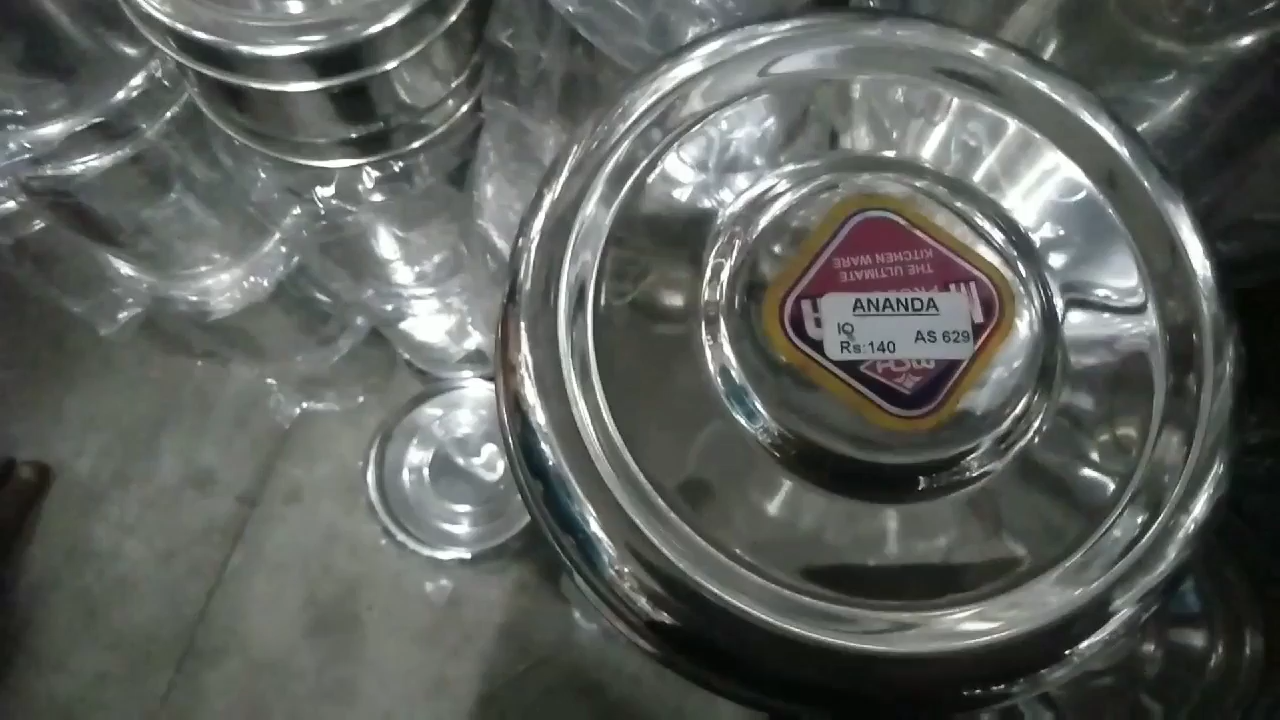 ANANDA
IQ
Rs:140 AS 629
THE ULTIMATE
KITCHEN WARE